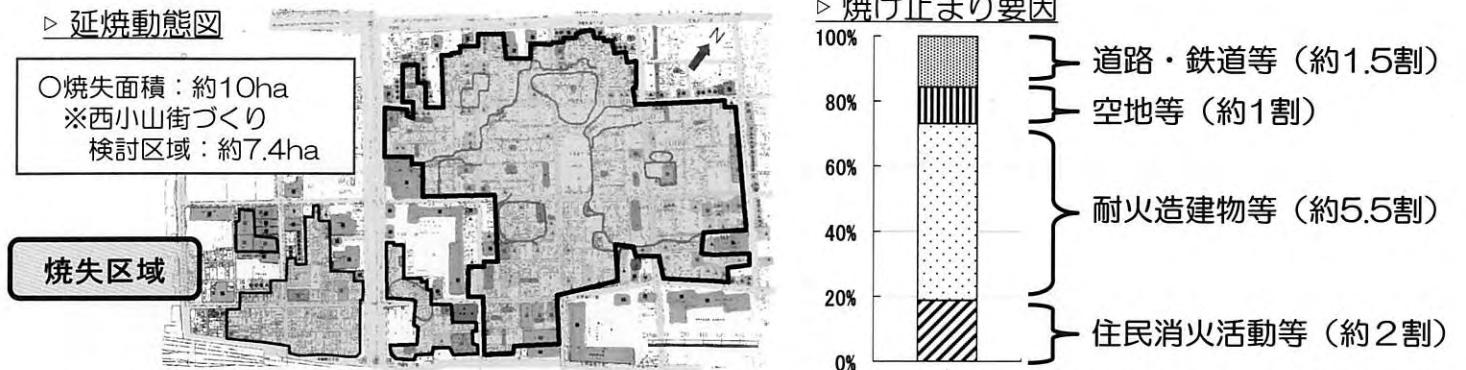 ▷ 延焼動態図
○焼失面積：約10ha
※西小山街づくり
検討区域：約7.4ha
焼失区域
N
▷ 焼け止まり要因
100%
80%
60%
40%
20%
0%
道路・鉄道等（約1.5割）
空地等（約1割）
耐火造建物等（約5.5割）
住民消火活動等（約２割）